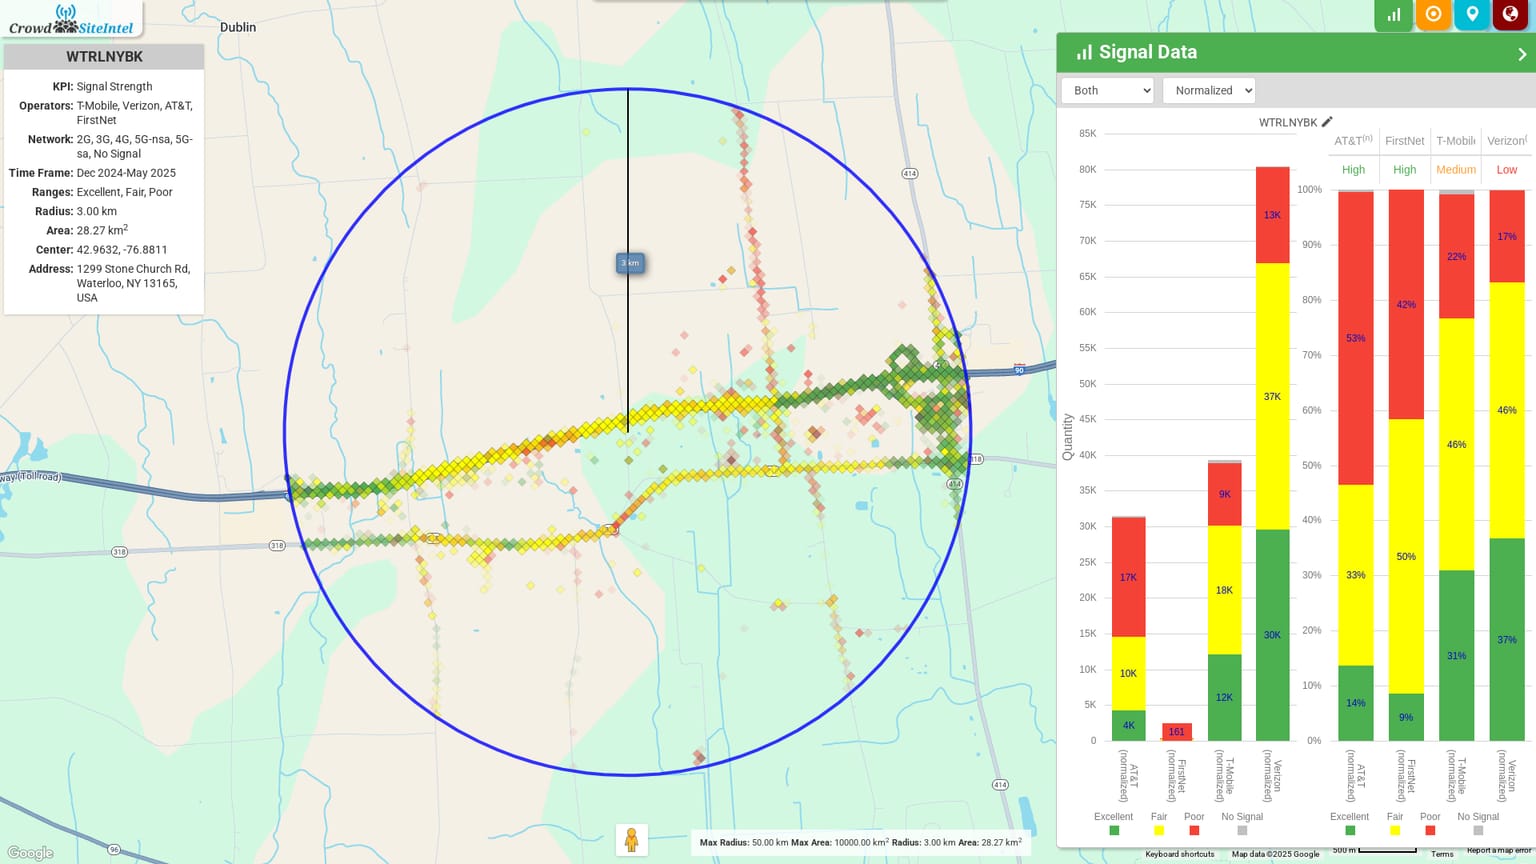 Crowd SiteIntel
Dublin
WTRLNYBK
KPI: Signal Strength
Operators: T-Mobile, Verizon, AT&T,
FirstNet
Network: 2G, 3G, 4G, 5G-nsa, 5G-
sa, No Signal
Time Frame: Dec 2024-May 2025
Ranges: Excellent, Fair, Poor
Radius: 3.00 km
Area: 28.27 km2
Center: 42.9632, -76.8811
Address: 1299 Stone Church Rd,
Waterloo, NY 13165,
USA
414
3 km
90
way (Toll road)
318
414
318
318
414
96
Google
Max Radius: 50.00 km Max Area: 10000.00 km2 Radius: 3.00 km Area: 28.27 km2
Signal Data
Both
Normalized
WTRLNYBK
Quantity
85K
80K
75K
70K
65K
60K
55K
50K
45K
40K
35K
30K
25K
20K
15K
10K
5K
0
17K
10K
4K
161
9K
18K
12K
13K
37K
30K
AT&T (normalized)
FirstNet (normalized)
T-Mobile (normalized)
Verizon (normalized)
Excellent Fair Poor No Signal
AT&T(n) FirstNet T-Mobile Verizon(
High High Medium Low
100%
90%
80%
70%
60%
50%
40%
30%
20%
10%
0%
53%
33%
14%
42%
50%
9%
22%
46%
31%
17%
46%
37%
AT&T (normalized)
FirstNet (normalized)
T-Mobile (normalized)
Verizon (normalized)
Excellent Fair Poor No Signal
Keyboard shortcuts Map data ©2025 Google 500 m Terms Report a map error